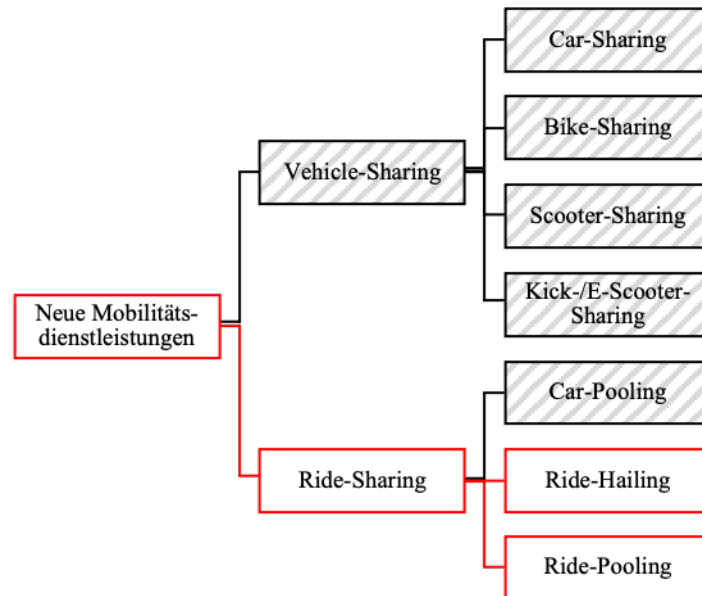 Car-Sharing
Bike-Sharing
Vehicle-Sharing
Scooter-Sharing
Kick-/E-Scooter-
Sharing
Neue Mobilitäts-
dienstleistungen
Car-Pooling
Ride-Sharing
Ride-Hailing
Ride-Pooling